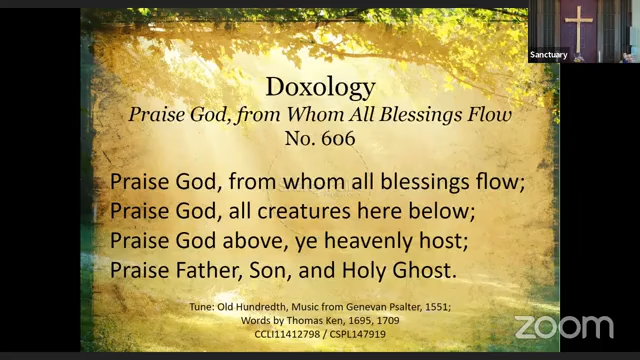 Sanctuary
Doxology
Praise God, from Whom All Blessings Flow
No. 606
Praise God, from whom all blessings flow;
Praise God, all creatures here below;
Praise God above, ye heavenly host;
Praise Father, Son, and Holy Ghost.
Tune: Old Hundredth, Music from Genevan Psalter, 1551;
Words by Thomas Ken, 1695, 1709
CCLI11412798 / CSPL147919
zoom